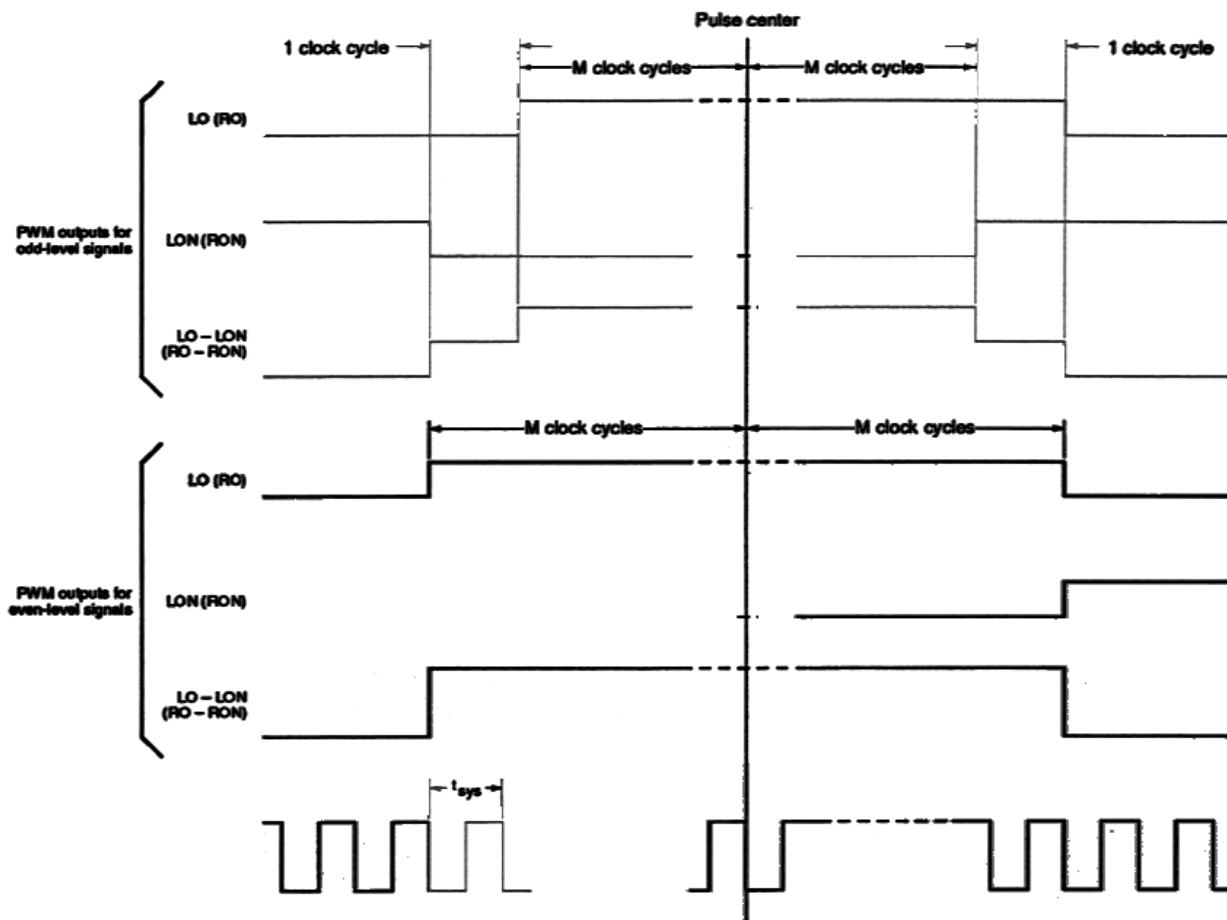 Pulse center
1 clock cycle
1 clock cycle
M clock cycles
M clock cycles
LO (RO)
PWM outputs for
odd-level signals
LON (RON)
LO – LON
(RO – RON)
M clock cycles
M clock cycles
LO (RO)
PWM outputs for
even-level signals
LON (RON)
LO – LON
(RO – RON)
tsys